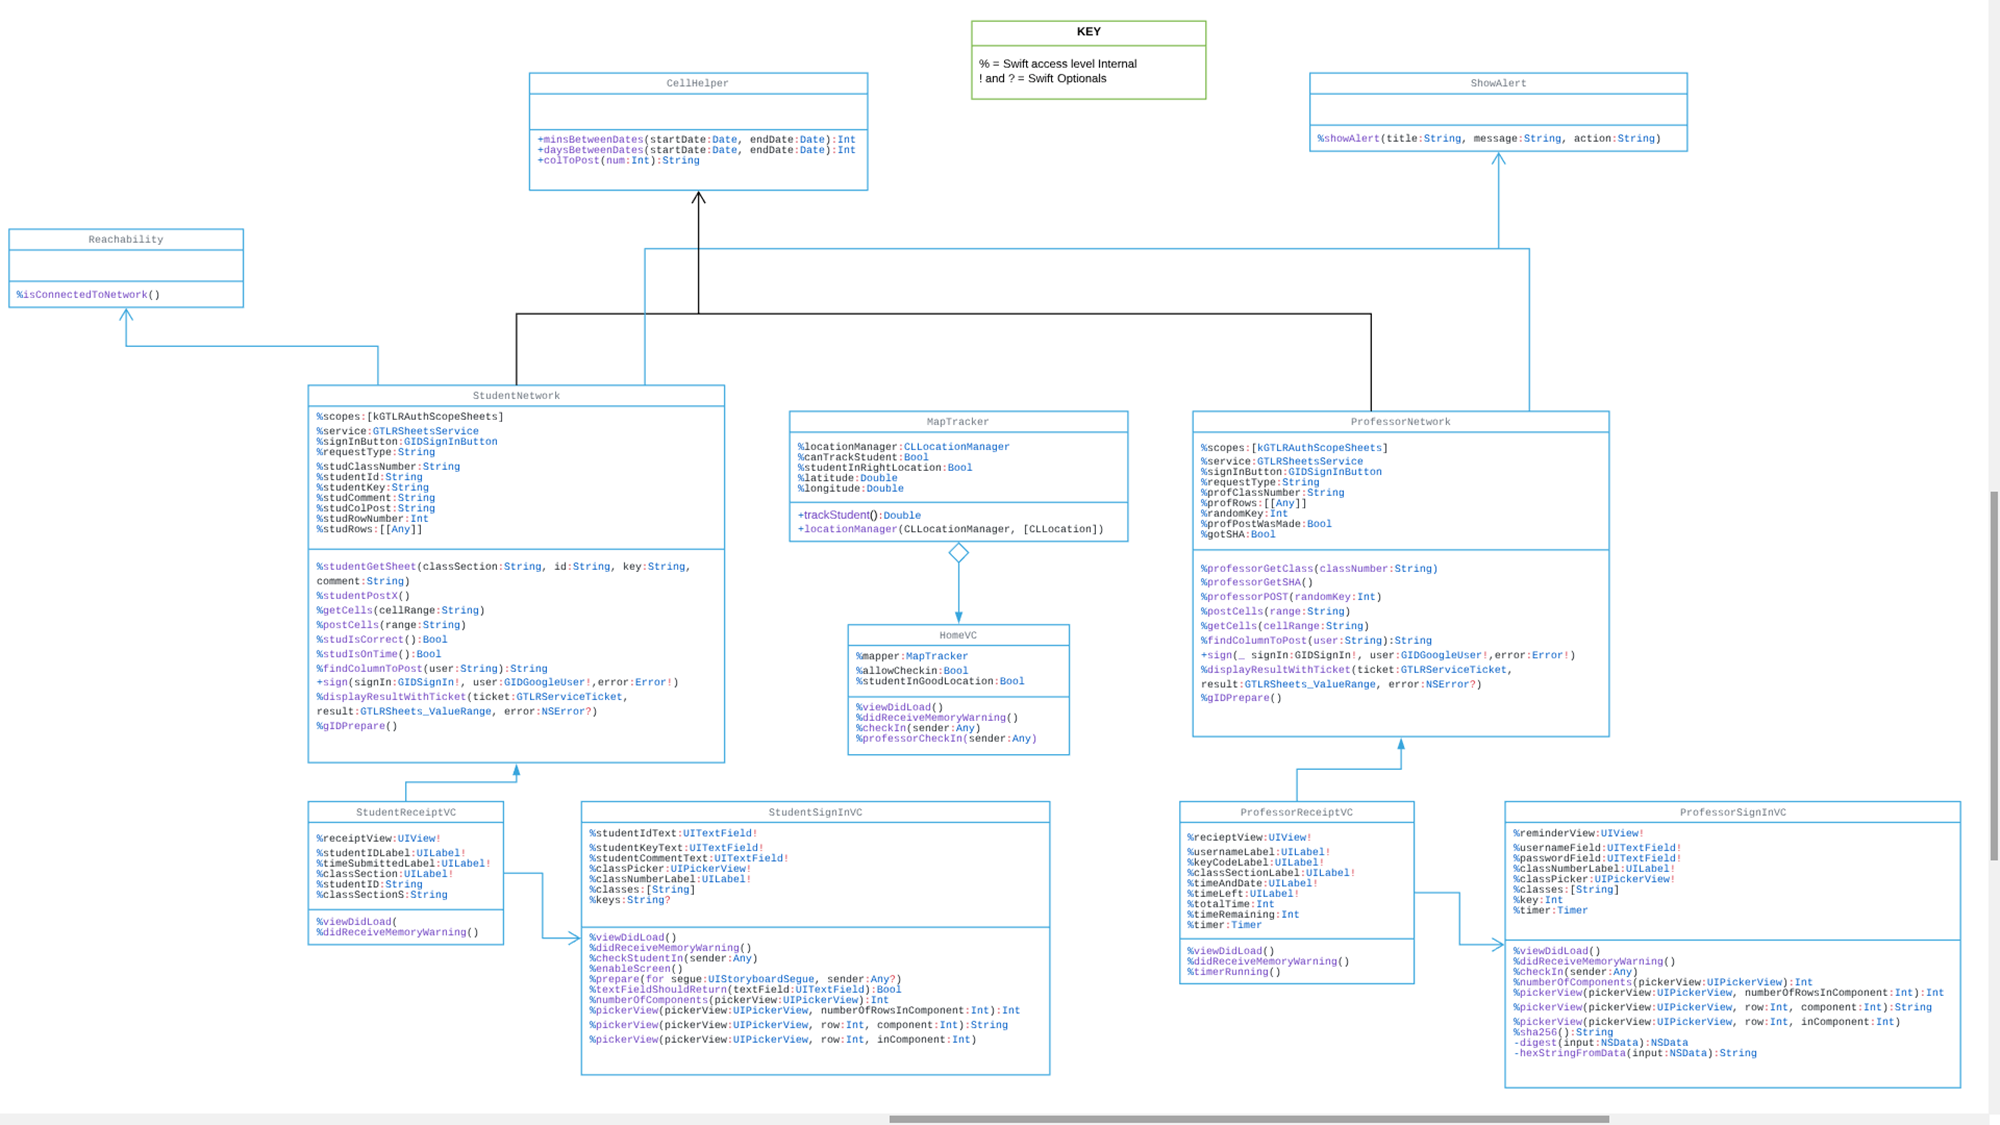 KEY
% = Swift access level Internal
! and ? = Swift Optionals
CellHelper
+minsBetweenDates(startDate:Date, endDate:Date):Int
+daysBetweenDates(startDate:Date, endDate:Date):Int
+colToPost(num:Int):String
ShowAlert
%showAlert(title:String, message:String, action:String)
Reachability
%isConnectedToNetwork()
StudentNetwork
%scopes:[kGTLRAuthScopeSheets]
%service:GTLRSheetsService
%signInButton:GIDSignInButton
%requestType:String
%studClassNumber:String
%studentId:String
%studentKey:String
%studComment:String
%studColPost:String
%studRowNumber:Int
%studRows:[[Any]]
%studentGetSheet(classSection:String, id:String, key:String,
comment:String)
%studentPostX()
%getCells(cellRange:String)
%postCells(range:String)
%studIsCorrect():Bool
%studIsOnTime():Bool
%findColumnToPost(user:String):String
+sign(signIn:GIDSignIn!, user:GIDGoogleUser!,error:Error!)
%displayResultWithTicket(ticket:GTLRServiceTicket,
result:GTLRSheets_ValueRange, error:NSError?)
%gIDPrepare()
MapTracker
%locationManager:CLLocationManager
%canTrackStudent:Bool
%studentInRightLocation:Bool
%latitude:Double
%longitude:Double
+trackStudent():Double
+locationManager(CLLocationManager, [CLLocation])
HomeVC
%mapper:MapTracker
%allowCheckin:Bool
%studentInGoodLocation:Bool
%viewDidLoad()
%didReceiveMemoryWarning()
%checkIn(sender:Any)
%professorCheckIn(sender:Any)
ProfessorNetwork
%scopes:[kGTLRAuthScopeSheets]
%service:GTLRSheetsService
%signInButton:GIDSignInButton
%requestType:String
%profClassNumber:String
%profRows:[[Any]]
%randomKey:Int
%profPostWasMade:Bool
%gotSHA:Bool
%professorGetClass(classNumber:String)
%professorGetSHA()
%professorPOST(randomKey:Int)
%postCells(range:String)
%getCells(cellRange:String)
%findColumnToPost(user:String):String
+sign(_ signIn:GIDSignIn!, user:GIDGoogleUser!,error:Error!)
%displayResultWithTicket(ticket:GTLRServiceTicket,
result:GTLRSheets_ValueRange, error:NSError?)
%gIDPrepare()
StudentReceiptVC
%receiptView:UIView!
%studentIDLabel:UILabel!
%timeSubmittedLabel:UILabel!
%classSection:UILabel!
%studentID:String
%classSectionS:String
%viewDidLoad(
%didReceiveMemoryWarning()
StudentSignInVC
%studentIdText:UITextField!
%studentKeyText:UITextField!
%studentCommentText:UITextField!
%classPicker:UIPickerView!
%classNumberLabel:UILabel!
%classes:[String]
%keys:String?
%viewDidLoad()
%didReceiveMemoryWarning()
%checkStudentIn(sender:Any)
%enableScreen()
%prepare(for segue:UIStoryboardSegue, sender:Any?)
%textFieldShouldReturn(textField:UITextField):Bool
%numberOfComponents(pickerView:UIPickerView):Int
%pickerView(pickerView:UIPickerView, numberOfRowsInComponent:Int):Int
%pickerView(pickerView:UIPickerView, row:Int, component:Int):String
%pickerView(pickerView:UIPickerView, row:Int, inComponent:Int)
ProfessorReceiptVC
%recieptView:UIView!
%usernameLabel:UILabel!
%keyCodeLabel:UILabel!
%classSectionLabel:UILabel!
%timeAndDate:UILabel!
%timeLeft:UILabel!
%totalTime:Int
%timeRemaining:Int
%timer:Timer
%viewDidLoad()
%didReceiveMemoryWarning()
%timerRunning()
ProfessorSignInVC
%reminderView:UIView!
%usernameField:UITextField!
%passwordField:UITextField!
%classNumberLabel:UILabel!
%classPicker:UIPickerView!
%classes:[String]
%key:Int
%timer:Timer
%viewDidLoad()
%didReceiveMemoryWarning()
%checkIn(sender:Any)
%numberOfComponents(pickerView:UIPickerView):Int
%pickerView(pickerView:UIPickerView, numberOfRowsInComponent:Int):Int
%pickerView(pickerView:UIPickerView, row:Int, component:Int):String
%pickerView(pickerView:UIPickerView, row:Int, inComponent:Int)
%sha256():String
-digest(input:NSData):NSData
-hexStringFromData(input:NSData):String